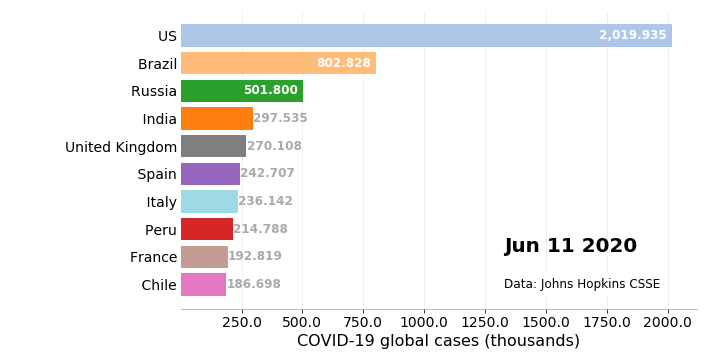 US 2,019.935
Brazil 802.828
Russia 501.800
India 297.535
United Kingdom 270.108
Spain 242.707
Italy 236.142
Peru 214.788
France 192.819
Chile 186.698
Jun 11 2020
Data: Johns Hopkins CSSE
250.0 500.0 750.0 1000.0 1250.0 1500.0 1750.0 2000.0
COVID-19 global cases (thousands)